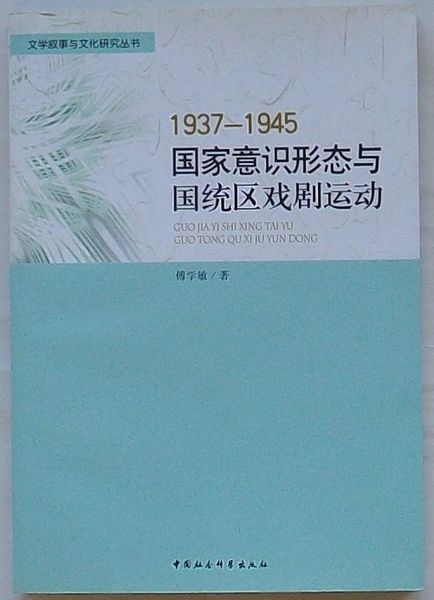 文学叙事与文化研究丛书
1937—1945
国家意识形态与
国统区戏剧运动
GUO JIA YI SHI XING TAI YU
GUO TONG QU XI JU YUN DONG
傅学敏／著
中国社会科学出版社